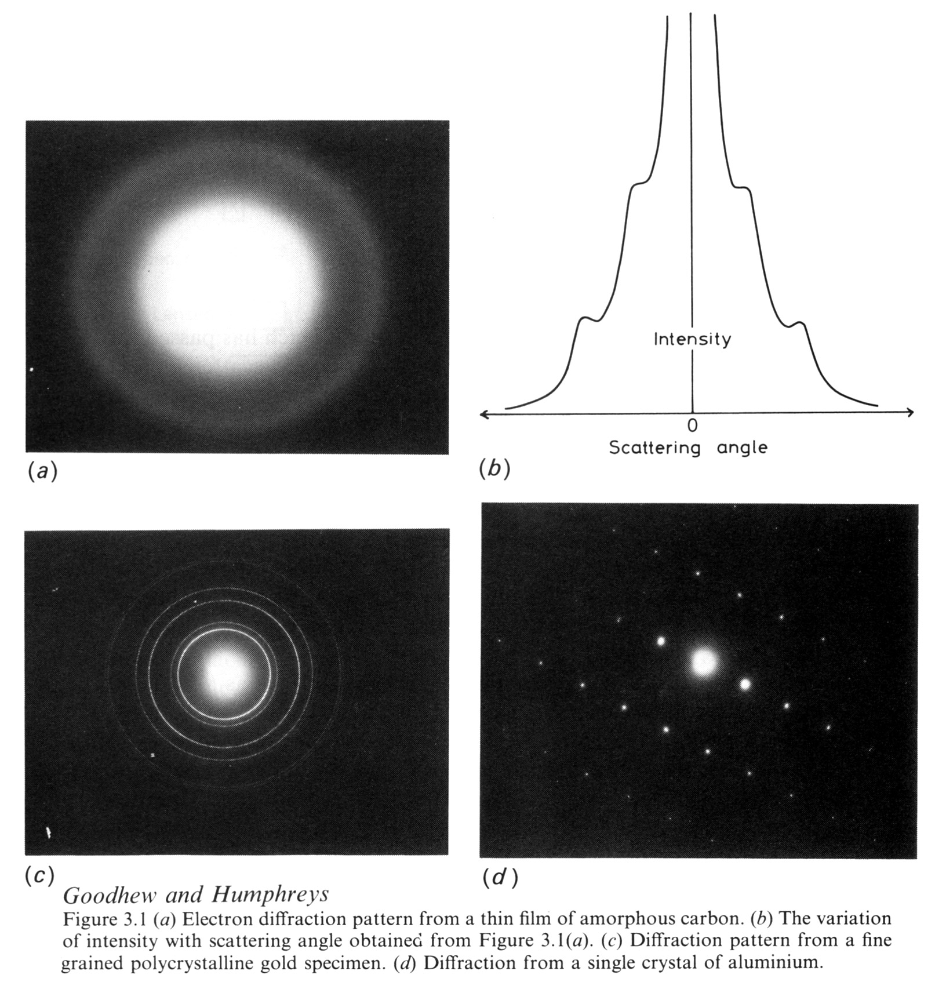 Intensity
0
Scattering angle
(a)
(b)
(c)
(d)
Goodhew and Humphreys
Figure 3.1 (a) Electron diffraction pattern from a thin film of amorphous carbon. (b) The variation
of intensity with scattering angle obtained from Figure 3.1(a). (c) Diffraction pattern from a fine
grained polycrystalline gold specimen. (d) Diffraction from a single crystal of aluminium.